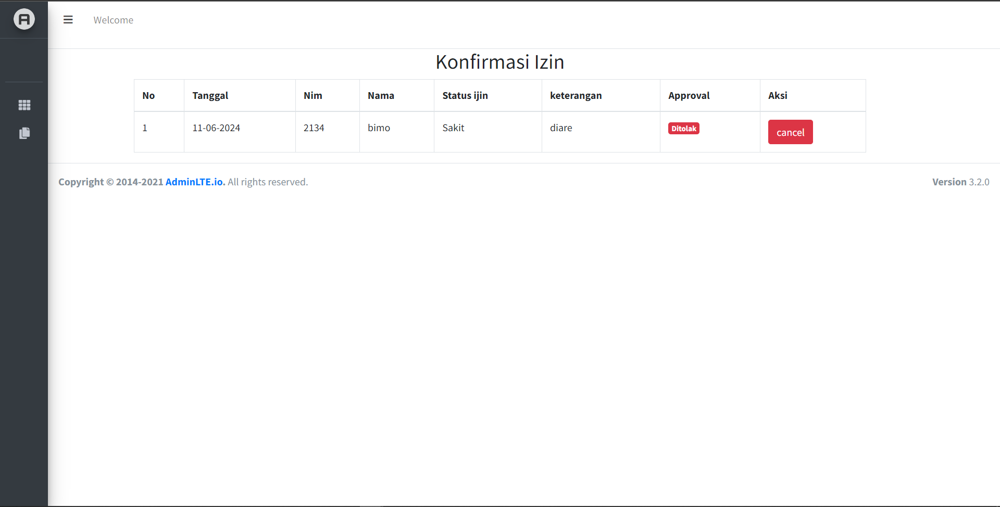 Welcome
Konfirmasi Izin
No Tanggal Nim Nama Status ijin keterangan Approval Aksi
1 11-06-2024 2134 bimo Sakit diare Ditolak cancel
Copyright © 2014-2021 AdminLTE.io. All rights reserved. Version 3.2.0